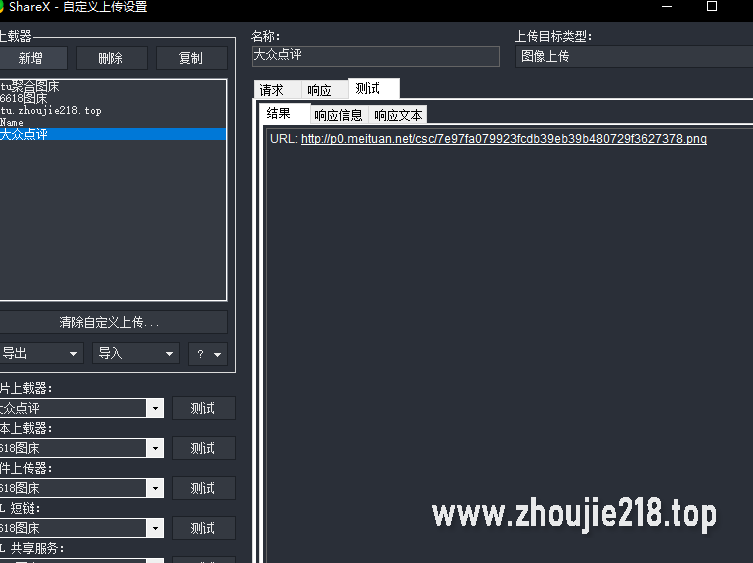 ShareX - 自定义上传设置
上载器
新增
删除
复制
tu聚合图床
6618图床
tu.zhoujie218.top
Name
大众点评
清除自定义上传...
导出
导入
?
片上载器:
大众点评
测试
本上载器:
618图床
测试
件上传器:
618图床
测试
L 短链:
618图床
测试
L 共享服务:
名称:
大众点评
上传目标类型:
图像上传
请求
响应
测试
结果
响应信息
响应文本
URL: http://p0.meituan.net/csc/7e97fa079923fcdb39eb39b480729f3627378.png
www.zhoujie218.top